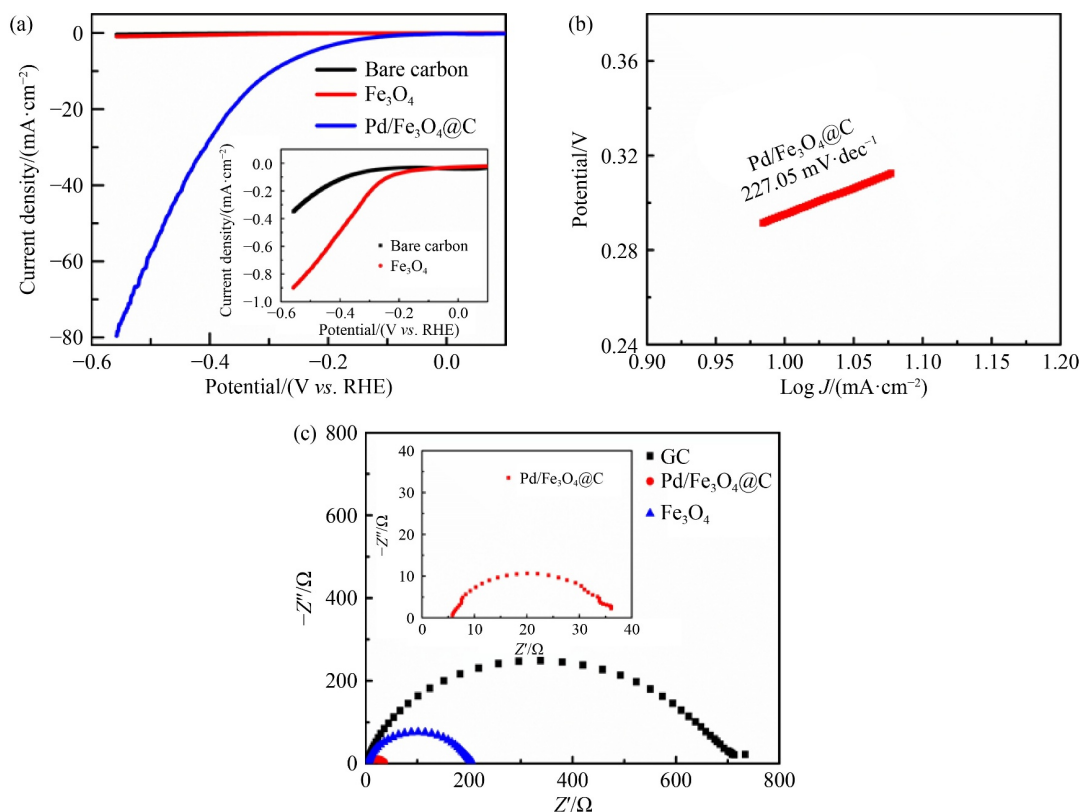 (a)
0
−20
−40
−60
−80
−0.6
−0.4
−0.2
0.0
Current density/(mA·cm⁻²)
Potential/(V vs. RHE)
Bare carbon
Fe₃O₄
Pd/Fe₃O₄@C
0.0
−0.2
−0.4
−0.6
−0.8
−1.0
−0.6
−0.4
−0.2
0.0
Current density/(mA·cm⁻²)
Potential/(V vs. RHE)
Bare carbon
Fe₃O₄
(b)
0.36
0.32
0.28
0.24
0.90
0.95
1.00
1.05
1.10
1.15
1.20
Potential/V
Log J/(mA·cm⁻²)
Pd/Fe₃O₄@C
227.05 mV·dec⁻¹
(c)
800
600
400
200
0
0
200
400
600
800
−Z″/Ω
Z′/Ω
GC
Pd/Fe₃O₄@C
Fe₃O₄
40
30
20
10
0
0
10
20
30
40
−Z″/Ω
Z′/Ω
Pd/Fe₃O₄@C